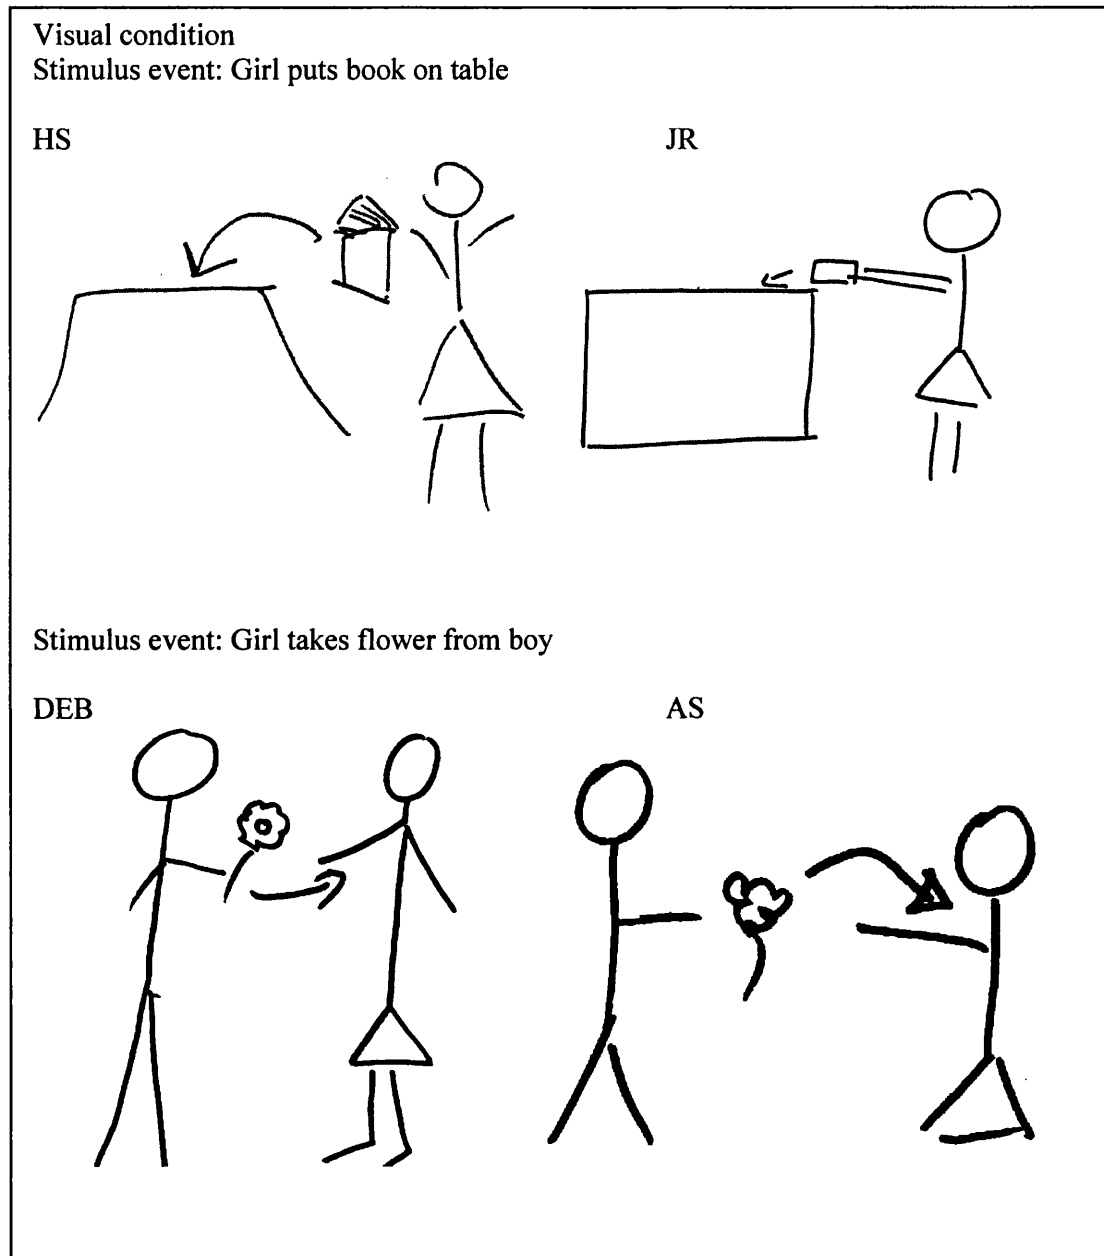 Visual condition
Stimulus event: Girl puts book on table
HS JR
Stimulus event: Girl takes flower from boy
DEB AS